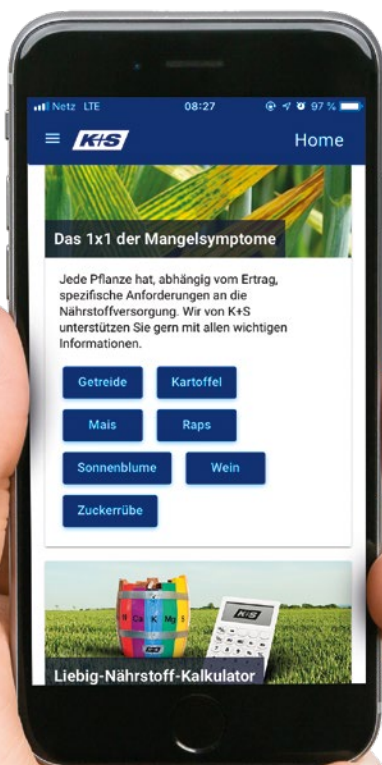 Netz LTE 08:27 97 %
K+S Home
Das 1x1 der Mangelsymptome
Jede Pflanze hat, abhängig vom Ertrag,
spezifische Anforderungen an die
Nährstoffversorgung. Wir von K+S
unterstützen Sie gern mit allen wichtigen
Informationen.
Getreide Kartoffel
Mais Raps
Sonnenblume Wein
Zuckerrübe
Ca K Mg S
K+S
K+S
Liebig-Nährstoff-Kalkulator